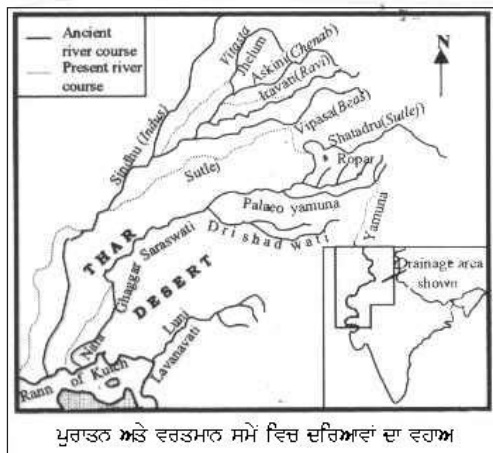 Ancient
river course
Present river
course
N
Vitasta
Jhelum
Askini (Chenab)
Iravati (Ravi)
Vipasa (Beas)
Sindhu (Indus)
Shatadru (Sutlej)
Ropar
Sutlej
Palaeo yamuna
Yamuna
Drishad wati
THAR
DESERT
Ghaggar Saraswati
Drainage area
shown
Nara
Luni
Lavanavati
Rann of Kutch
ਪੁਰਾਤਨ ਅਤੇ ਵਰਤਮਾਨ ਸਮੇਂ ਵਿਚ ਦਰਿਆਵਾਂ ਦਾ ਵਹਾਅ